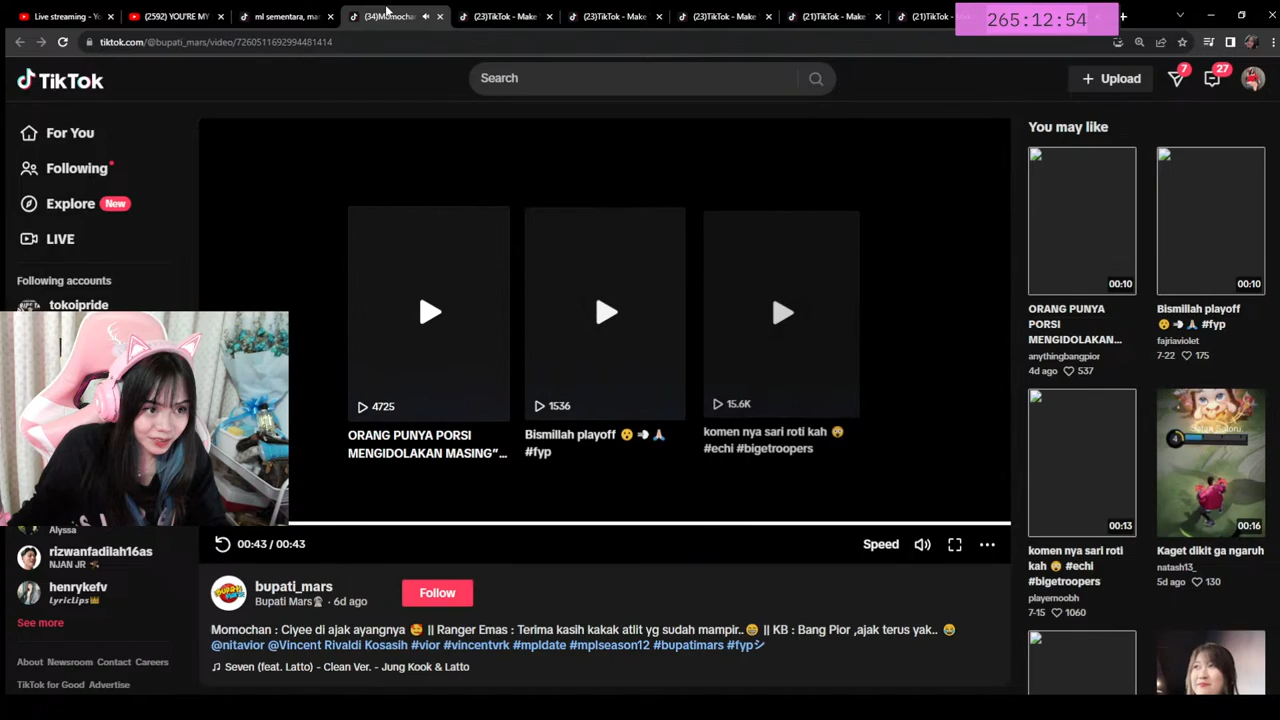 Live streaming -
(2592) YOU'RE MY
ml sementara, mar
(34)Momochan
(23)TikTok - Make
(23)TikTok - Make
(23)TikTok - Make
(21)TikTok - Make
(21)TikTok - M
265:12:54
tiktok.com/@bupati_mars/video/7260511692994481414
TikTok
Search
+ Upload
7
27
For You
Following
Explore New
LIVE
Following accounts
tokoipride
Alyssa
rizwanfadilah16as
NJAN JR
henrykefv
LyricLips
See more
About Newsroom Contact Careers
TikTok for Good Advertise
4725
ORANG PUNYA PORSI
MENGIDOLAKAN MASING”...
1536
Bismillah playoff 😮💨🙏🏻
#fyp
15.6K
komen nya sari roti kah 😩
#echi #bigetroopers
00:43 / 00:43
Speed
bupati_mars
Bupati Mars · 6d ago
Follow
Momochan : Ciyee di ajak ayangnya 🥰 || Ranger Emas : Terima kasih kakak atlit yg sudah mampir..😁 || KB : Bang Pior ,ajak terus yak.. 😂
@nitavior @Vincent Rivaldi Kosasih #vior #vincentvrk #mpldate #mplseason12 #bupatimars #fypシ
♫ Seven (feat. Latto) - Clean Ver. - Jung Kook & Latto
You may like
00:10
ORANG PUNYA
PORSI
MENGIDOLAKAN...
anythingbangpior
4d ago 537
00:10
Bismillah playoff
😮💨🙏🏻 #fyp
fajriaviolet
7-22 175
00:13
komen nya sari roti
kah 😩 #echi
#bigetroopers
playernoobh
7-15 1060
4
00:16
Kaget dikit ga ngaruh
natash13_
5d ago 130